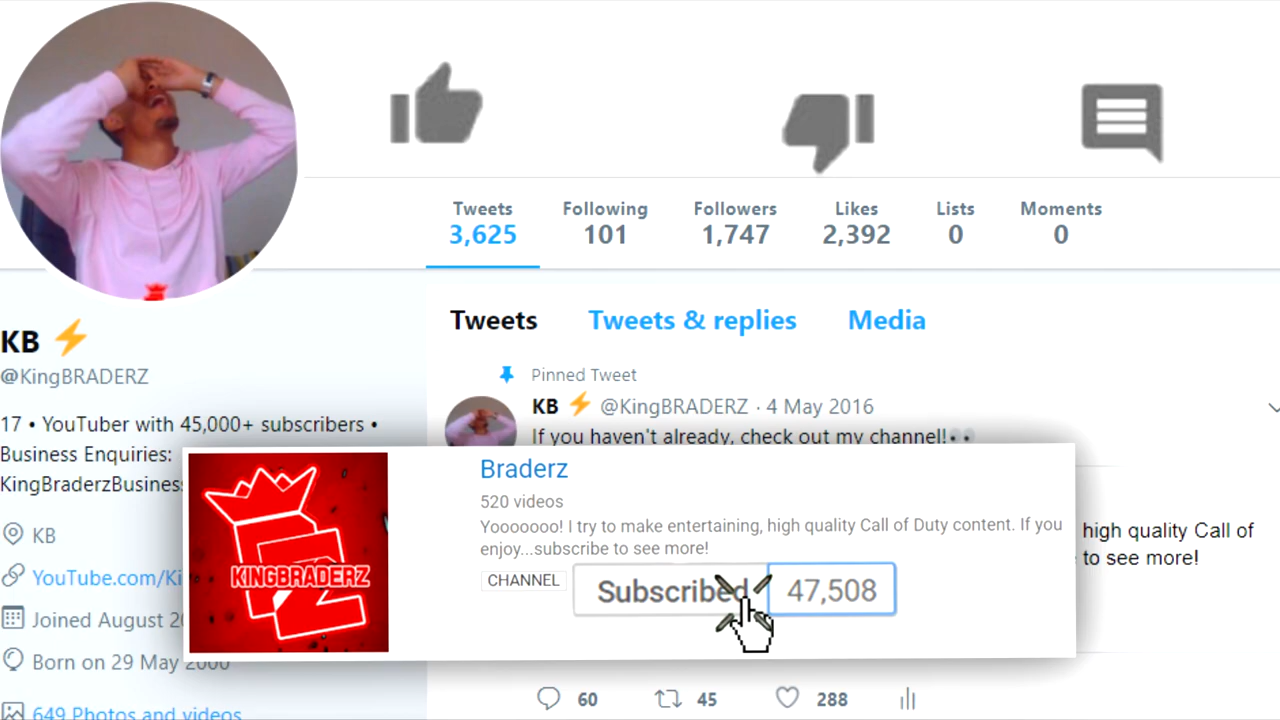 Tweets Following Followers Likes Lists Moments
3,625 101 1,747 2,392 0 0
KB
@KingBRADERZ
17 • YouTuber with 45,000+ subscribers •
Business Enquiries:
KingBraderzBusiness
KB
YouTube.com/Ki
Joined August 20
Born on 29 May 2000
649 Photos and videos
Tweets Tweets & replies Media
Pinned Tweet
KB @KingBRADERZ · 4 May 2016
If you haven't already, check out my channel!
KINGBRADERZ
Braderz
520 videos
Yooooooo! I try to make entertaining, high quality Call of Duty content. If you
enjoy...subscribe to see more!
CHANNEL Subscribed 47,508
high quality Call of
to see more!
60 45 288